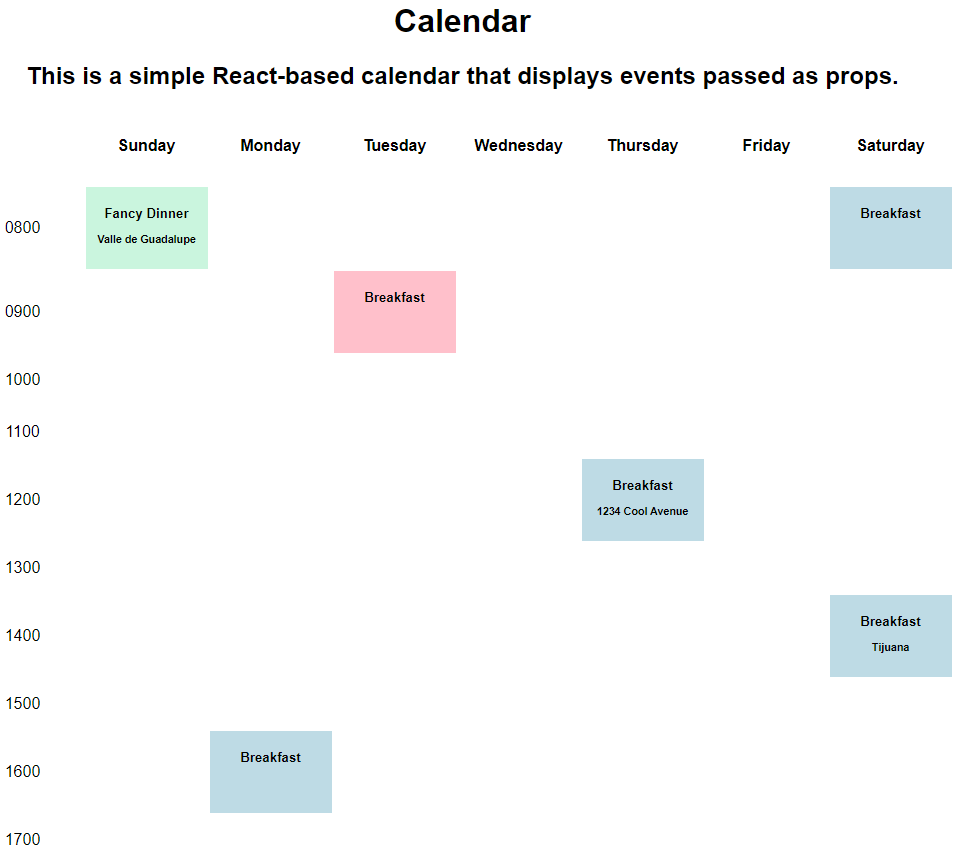 Calendar
This is a simple React-based calendar that displays events passed as props.
Sunday Monday Tuesday Wednesday Thursday Friday Saturday
Fancy Dinner Breakfast
0800
Valle de Guadalupe
Breakfast
0900
1000
1100
Breakfast
1200
1234 Cool Avenue
1300
Breakfast
1400
Tijuana
1500
Breakfast
1600
1700